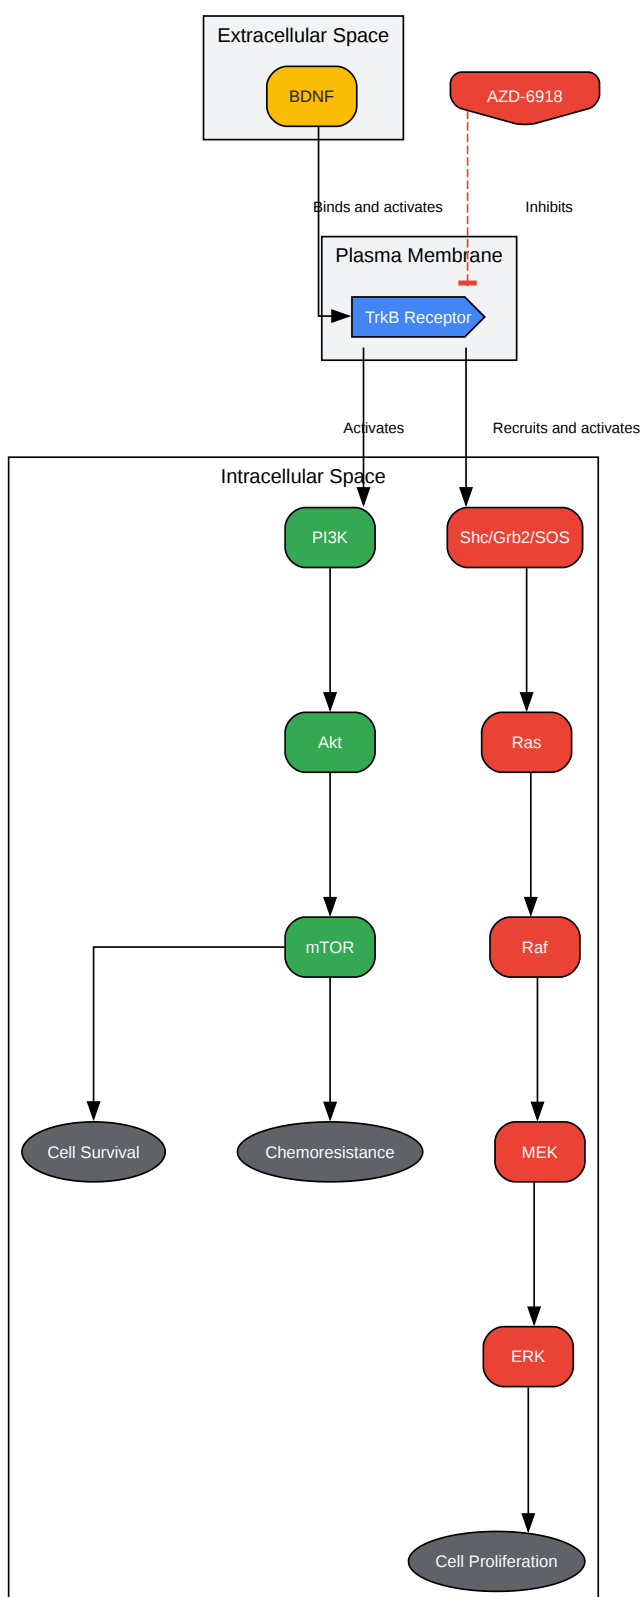 Extracellular Space
BDNF
AZD-6918
Binds and activates
Inhibits
Plasma Membrane
TrkB Receptor
Activates
Recruits and activates
Intracellular Space
PI3K
Shc/Grb2/SOS
Akt
Ras
mTOR
Raf
Cell Survival
Chemoresistance
MEK
ERK
Cell Proliferation